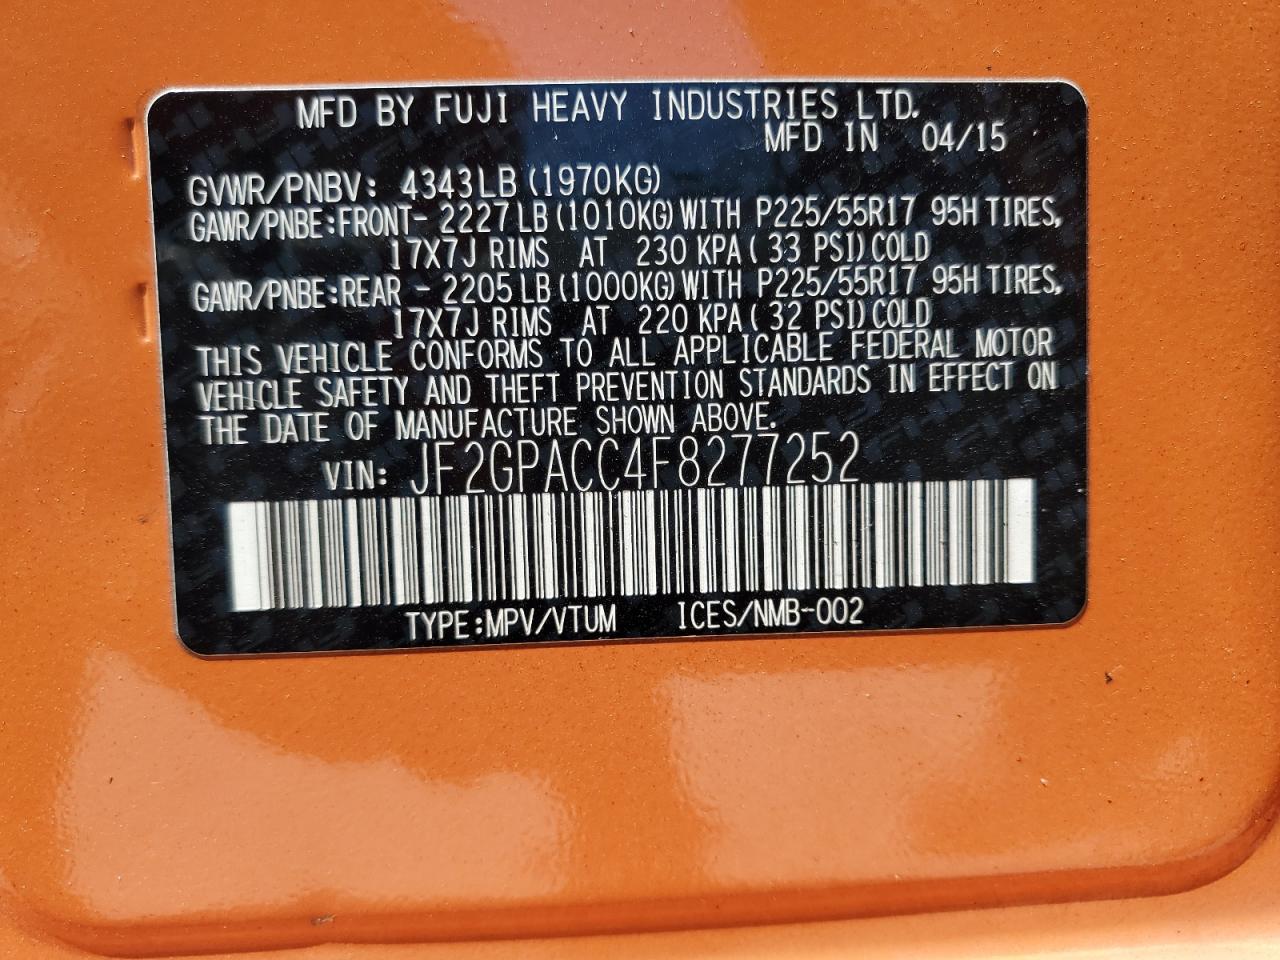 MFD BY FUJI HEAVY INDUSTRIES LTD.
MFD IN 04/15
GVWR/PNBV: 4343LB (1970KG)
GAWR/PNBE:FRONT- 2227LB (1010KG) WITH P225/55R17 95H TIRES,
17X7J RIMS AT 230 KPA ( 33 PSI) COLD
GAWR/PNBE:REAR - 2205LB (1000KG) WITH P225/55R17 95H TIRES,
17X7J RIMS AT 220 KPA ( 32 PSI) COLD
THIS VEHICLE CONFORMS TO ALL APPLICABLE FEDERAL MOTOR
VEHICLE SAFETY AND THEFT PREVENTION STANDARDS IN EFFECT ON
THE DATE OF MANUFACTURE SHOWN ABOVE.
VIN: JF2GPACC4F8277252
TYPE:MPV/VTUM ICES/NMB-002